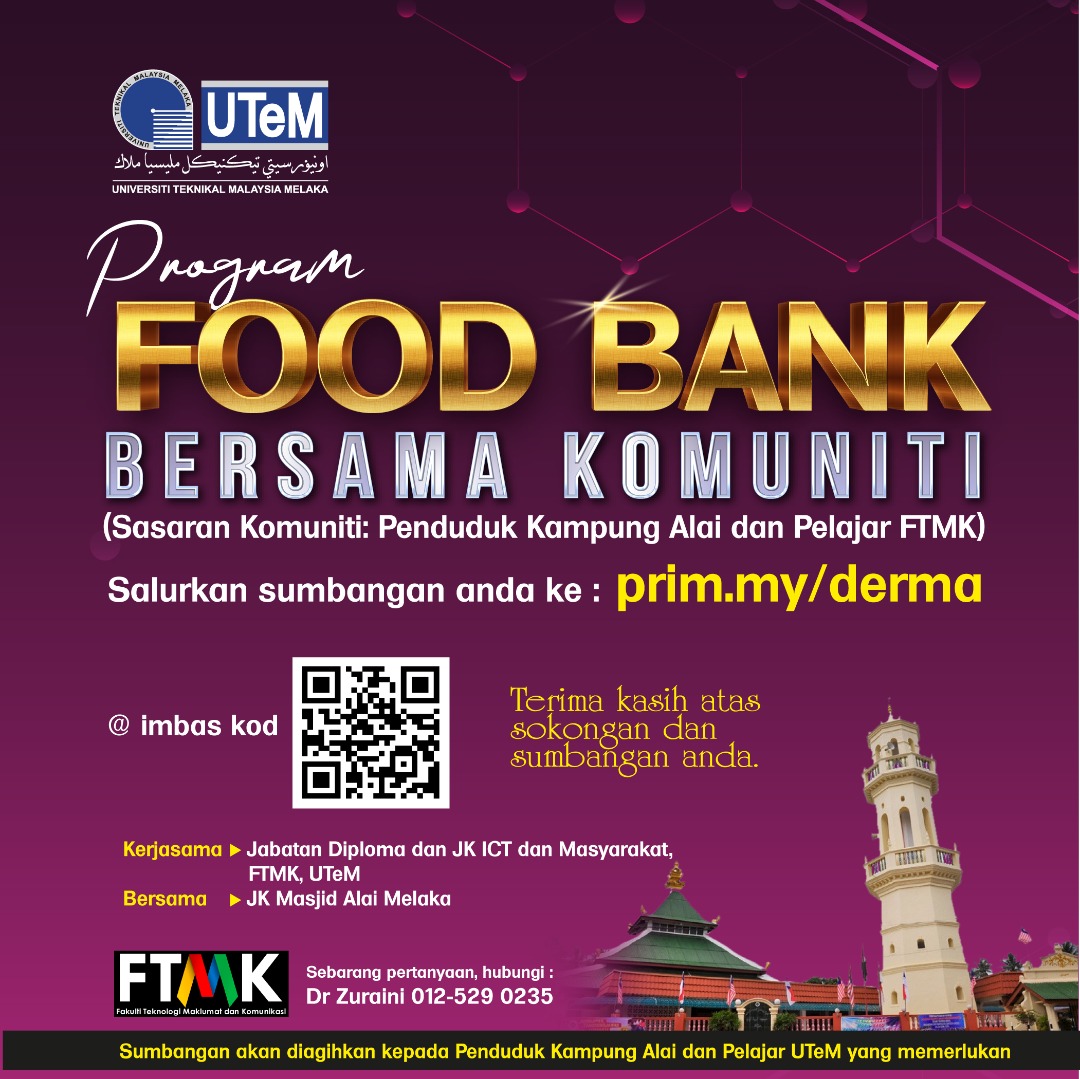 UNIVERSITI TEKNIKAL MALAYSIA MELAKA
UTeM
اونيۏرسيتي تيكنيكل مليسيا ملاك
UNIVERSITI TEKNIKAL MALAYSIA MELAKA
Program
FOOD BANK
BERSAMA KOMUNITI
(Sasaran Komuniti: Penduduk Kampung Alai dan Pelajar FTMK)
Salurkan sumbangan anda ke : prim.my/derma
@ imbas kod
Terima kasih atas
sokongan dan
sumbangan anda.
Kerjasama ▶ Jabatan Diploma dan JK ICT dan Masyarakat,
FTMK, UTeM
Bersama ▶ JK Masjid Alai Melaka
FTMK
Fakulti Teknologi Maklumat dan Komunikasi
Sebarang pertanyaan, hubungi :
Dr Zuraini 012-529 0235
Sumbangan akan diagihkan kepada Penduduk Kampung Alai dan Pelajar UTeM yang memerlukan